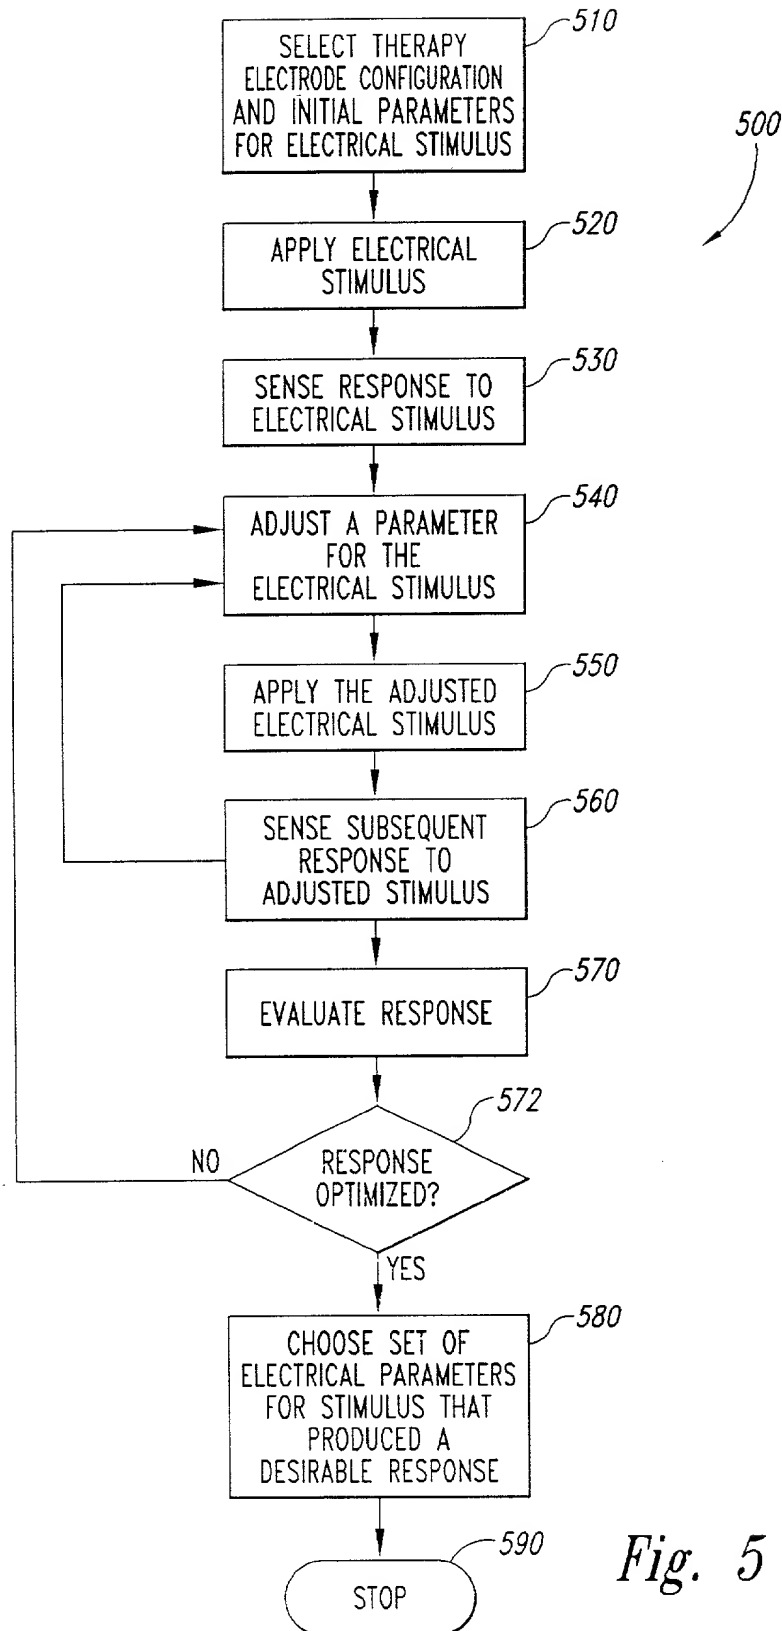 510
SELECT THERAPY
ELECTRODE CONFIGURATION
AND INITIAL PARAMETERS
FOR ELECTRICAL STIMULUS
500
520
APPLY ELECTRICAL
STIMULUS
530
SENSE RESPONSE TO
ELECTRICAL STIMULUS
540
ADJUST A PARAMETER
FOR THE
ELECTRICAL STIMULUS
550
APPLY THE ADJUSTED
ELECTRICAL STIMULUS
560
SENSE SUBSEQUENT
RESPONSE TO
ADJUSTED STIMULUS
570
EVALUATE RESPONSE
572
NO
RESPONSE
OPTIMIZED?
YES
580
CHOOSE SET OF
ELECTRICAL PARAMETERS
FOR STIMULUS THAT
PRODUCED A
DESIRABLE RESPONSE
590
STOP
Fig. 5